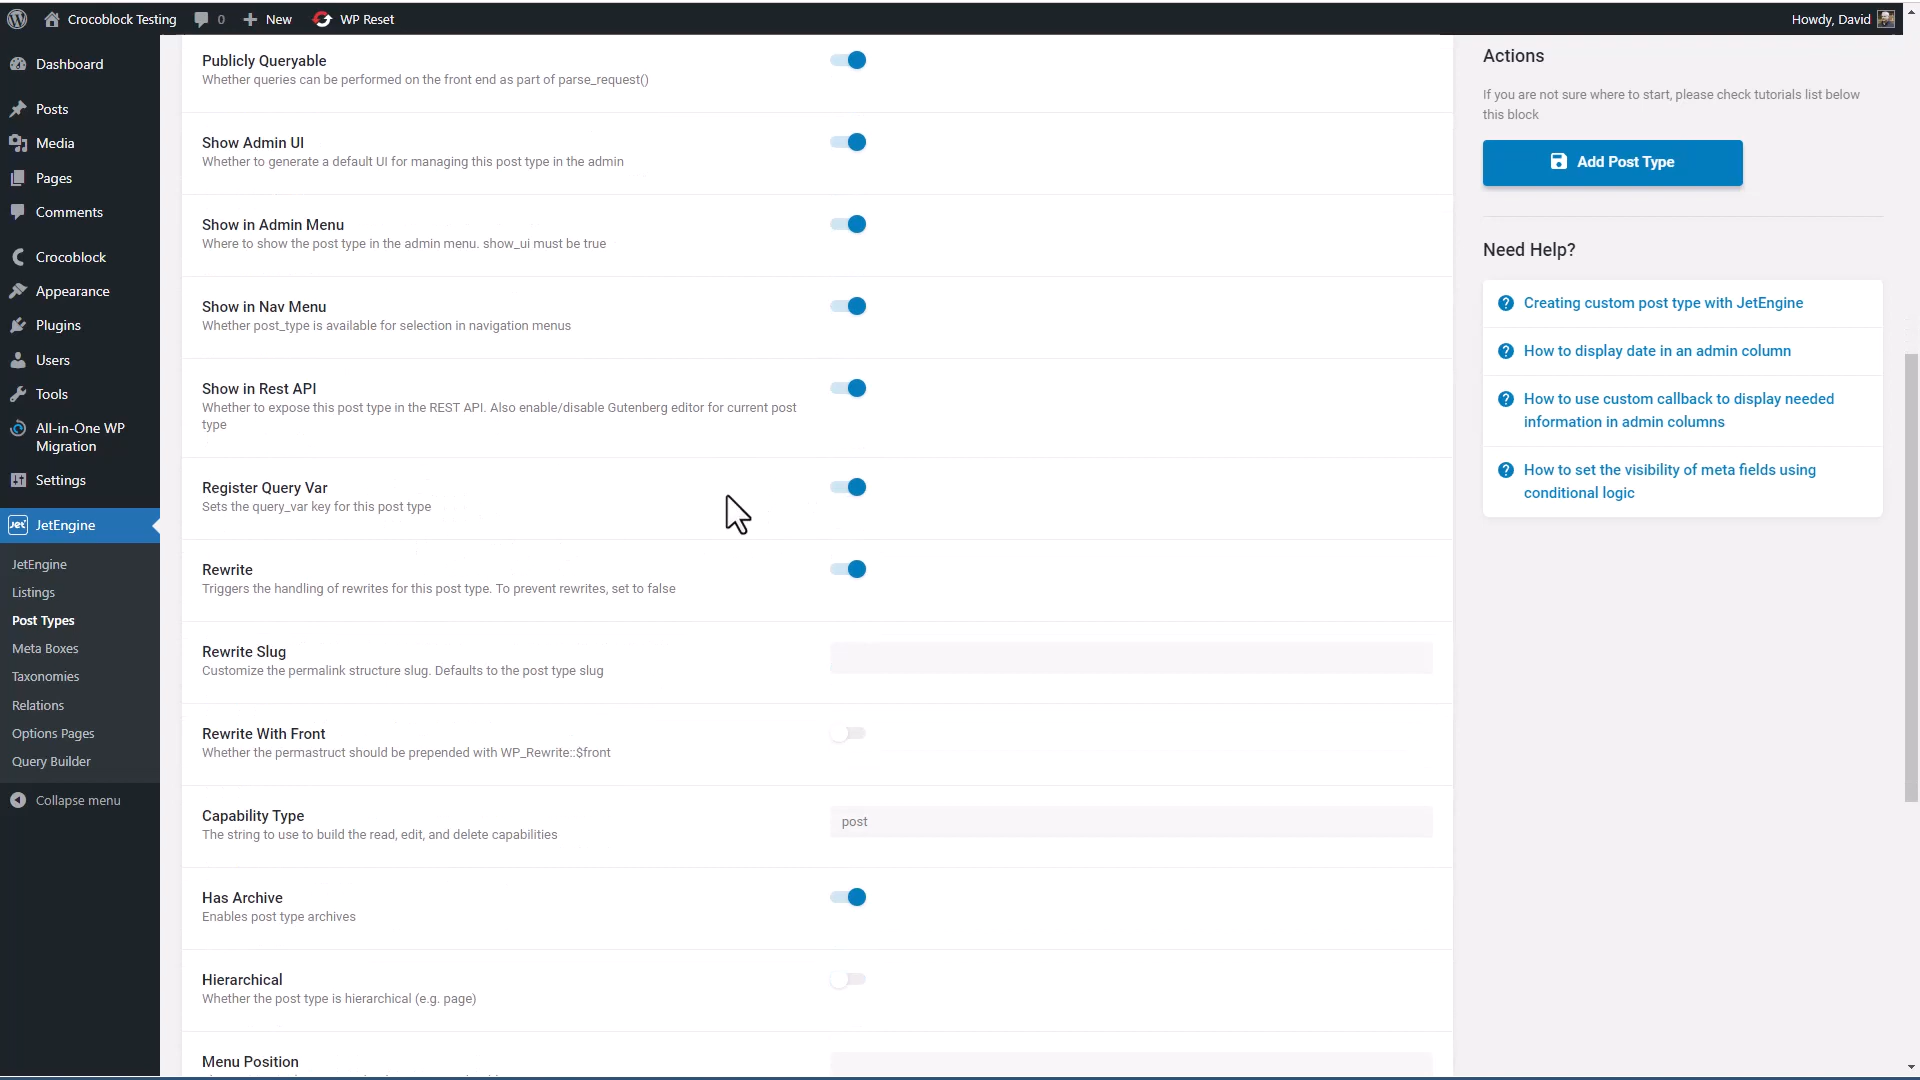 Crocoblock Testing
0
New
WP Reset
Howdy, David
Dashboard
Posts
Media
Pages
Comments
Crocoblock
Appearance
Plugins
Users
Tools
All-in-One WP
Migration
Settings
Jet
JetEngine
JetEngine
Listings
Post Types
Meta Boxes
Taxonomies
Relations
Options Pages
Query Builder
Collapse menu
Publicly Queryable
Whether queries can be performed on the front end as part of parse_request()
Show Admin UI
Whether to generate a default UI for managing this post type in the admin
Show in Admin Menu
Where to show the post type in the admin menu. show_ui must be true
Show in Nav Menu
Whether post_type is available for selection in navigation menus
Show in Rest API
Whether to expose this post type in the REST API. Also enable/disable Gutenberg editor for current post
type
Register Query Var
Sets the query_var key for this post type
Rewrite
Triggers the handling of rewrites for this post type. To prevent rewrites, set to false
Rewrite Slug
Customize the permalink structure slug. Defaults to the post type slug
Rewrite With Front
Whether the permastruct should be prepended with WP_Rewrite::$front
Capability Type
The string to use to build the read, edit, and delete capabilities
post
Has Archive
Enables post type archives
Hierarchical
Whether the post type is hierarchical (e.g. page)
Menu Position
Actions
If you are not sure where to start, please check tutorials list below
this block
Add Post Type
Need Help?
Creating custom post type with JetEngine
How to display date in an admin column
How to use custom callback to display needed
information in admin columns
How to set the visibility of meta fields using
conditional logic